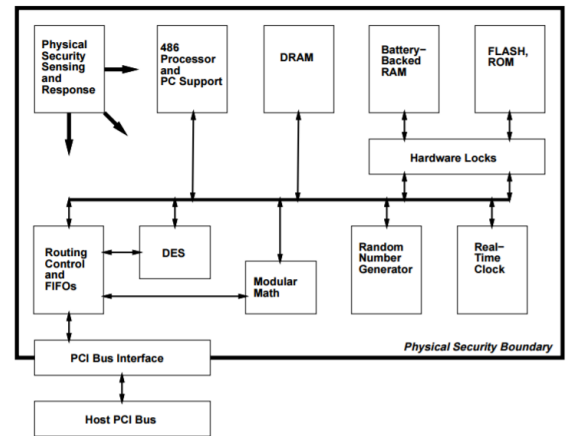 Physical
Security
Sensing
and
Response
486
Processor
and
PC Support
DRAM
Battery-
Backed
RAM
FLASH,
ROM
Hardware Locks
Routing
Control
and
FIFOs
DES
Modular
Math
Random
Number
Generator
Real-
Time
Clock
Physical Security Boundary
PCI Bus Interface
Host PCI Bus